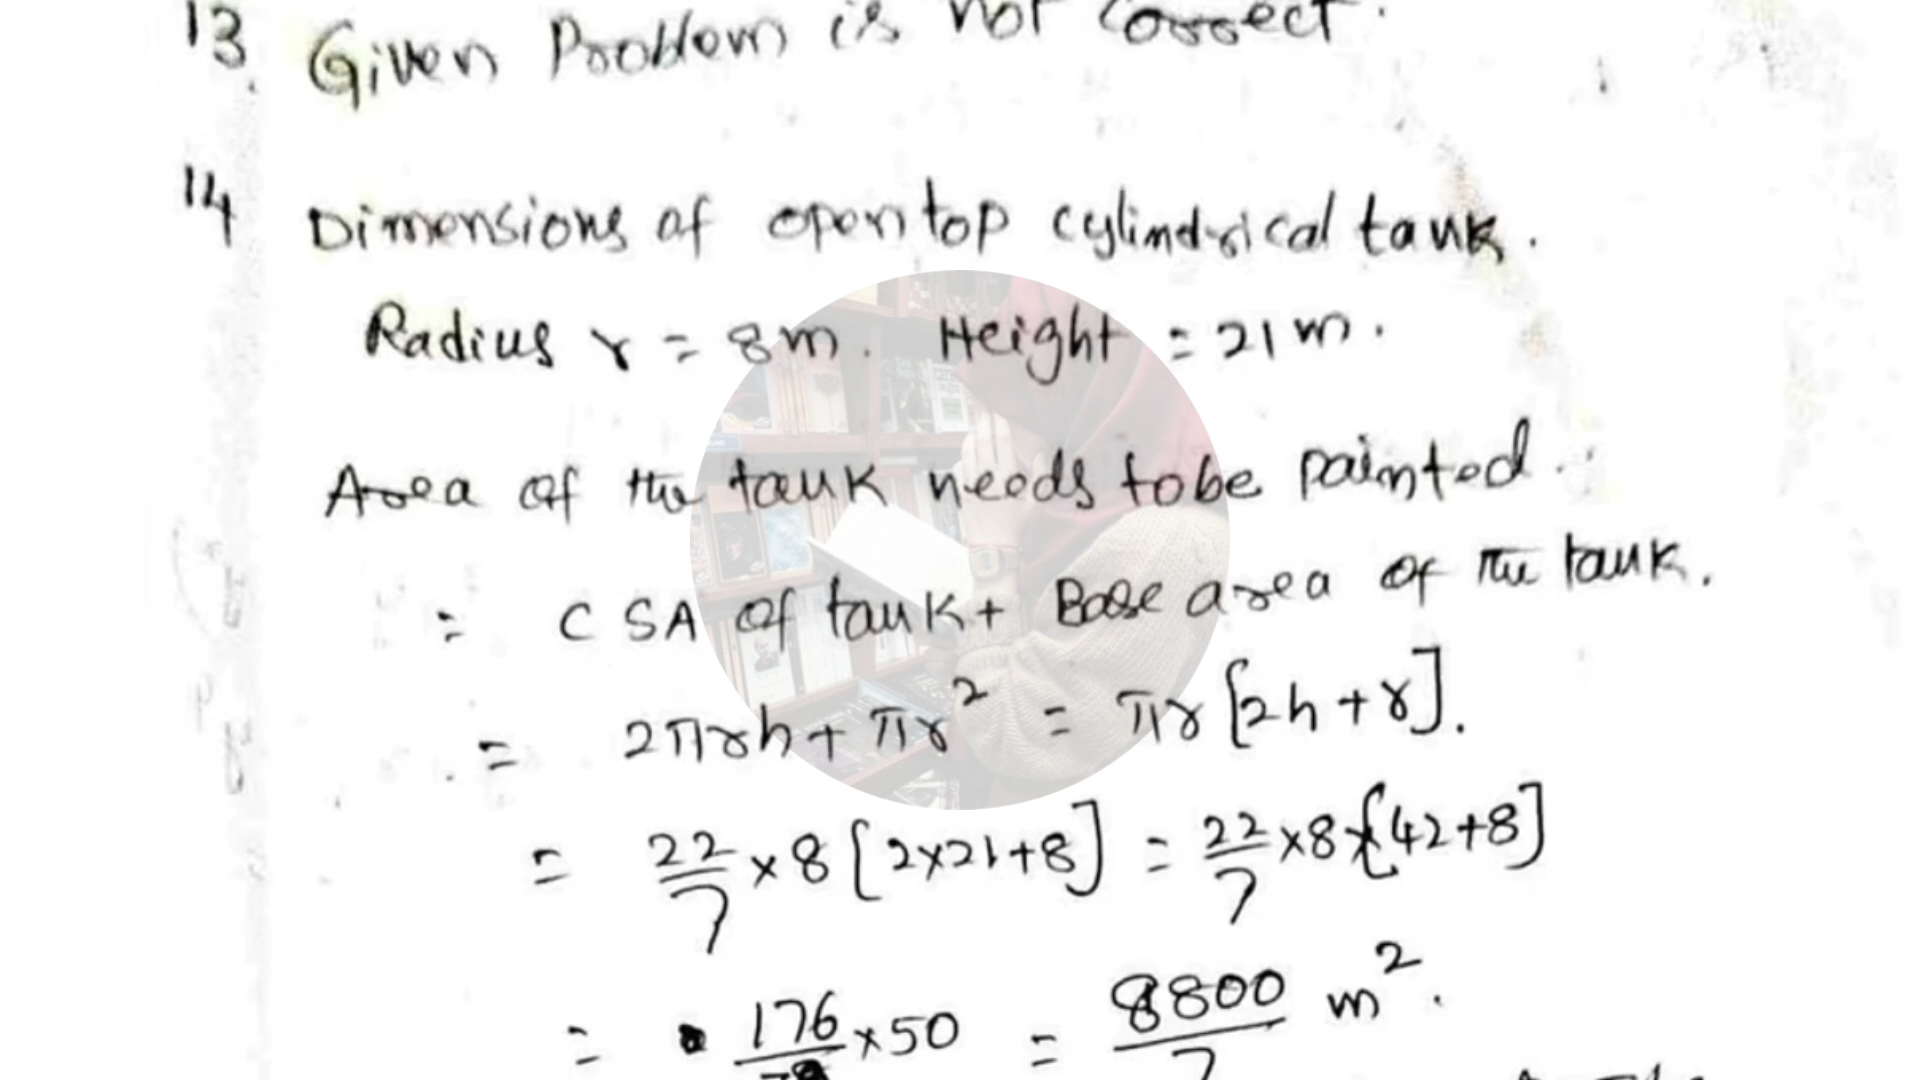 13. Given Problem is not correct.
14 Dimensions of open top cylindrical tank.
Radius r = 8m. Height = 21m.
Area of the tank needs to be painted.
= CSA of tank + Base area of the tank.
= 2πrh + πr² = πr [2h + r].
= 22/7 × 8 [2×21+8] = 22/7 × 8 × [42+8]
= 176/7 × 50 = 8800/7 m².